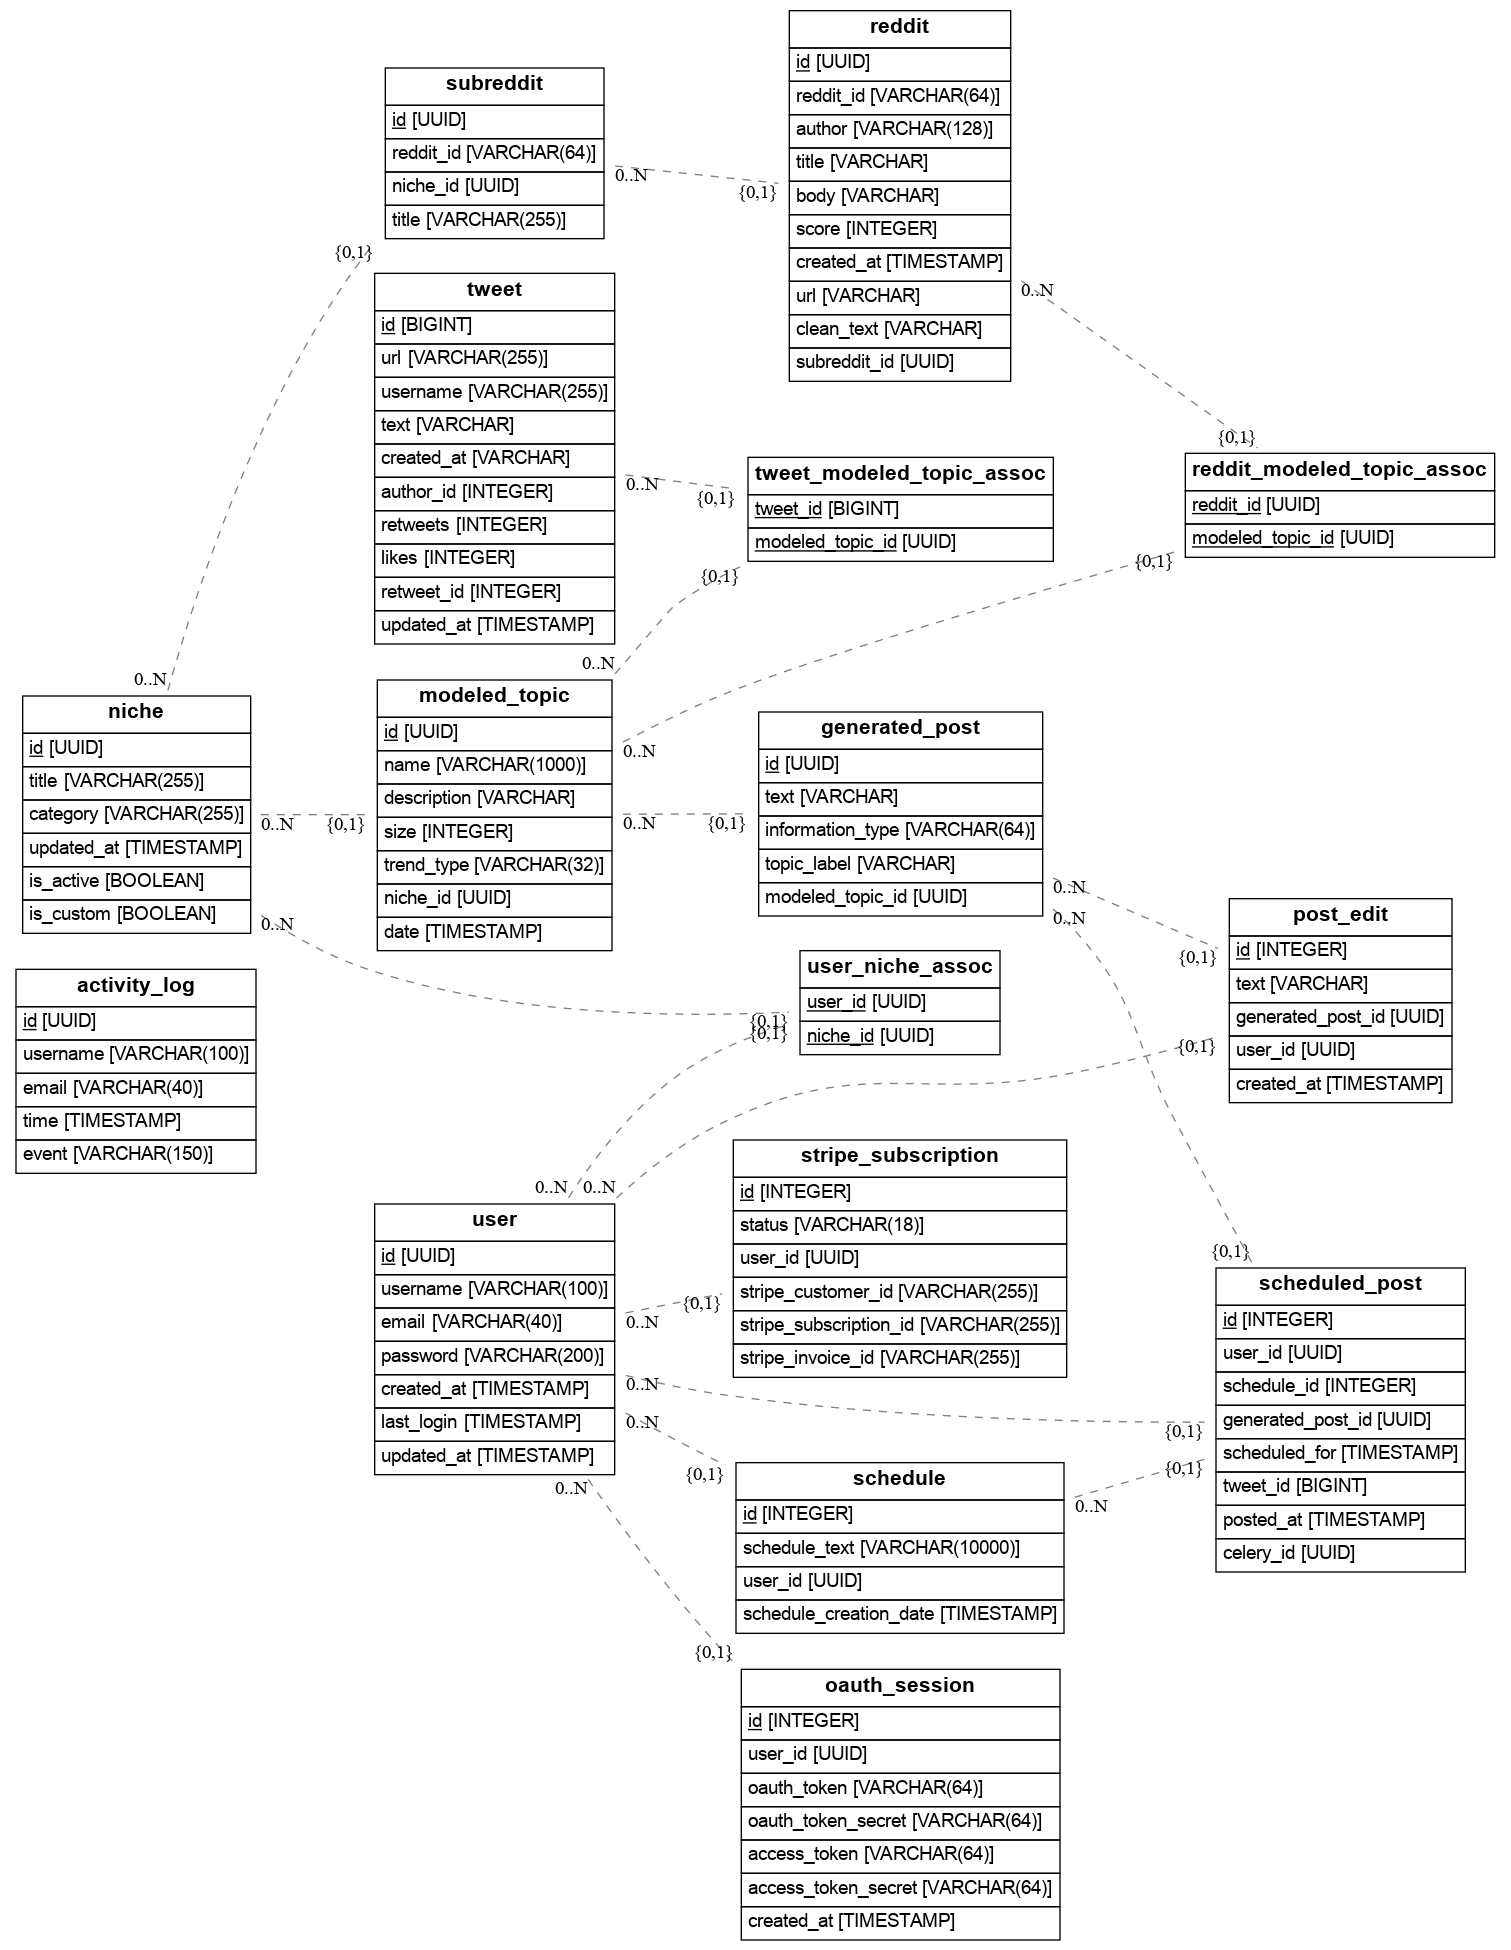 reddit
id [UUID]
reddit_id [VARCHAR(64)]
author [VARCHAR(128)]
title [VARCHAR]
body [VARCHAR]
score [INTEGER]
created_at [TIMESTAMP]
url [VARCHAR]
clean_text [VARCHAR]
subreddit_id [UUID]
subreddit
id [UUID]
reddit_id [VARCHAR(64)]
niche_id [UUID]
title [VARCHAR(255)]
0..N
{0,1}
{0,1}
0..N
tweet
id [BIGINT]
url [VARCHAR(255)]
username [VARCHAR(255)]
text [VARCHAR]
created_at [VARCHAR]
author_id [INTEGER]
retweets [INTEGER]
likes [INTEGER]
retweet_id [INTEGER]
updated_at [TIMESTAMP]
0..N
{0,1}
tweet_modeled_topic_assoc
tweet_id [BIGINT]
modeled_topic_id [UUID]
{0,1}
0..N
{0,1}
reddit_modeled_topic_assoc
reddit_id [UUID]
modeled_topic_id [UUID]
{0,1}
0..N
niche
id [UUID]
title [VARCHAR(255)]
category [VARCHAR(255)]
updated_at [TIMESTAMP]
is_active [BOOLEAN]
is_custom [BOOLEAN]
0..N
{0,1}
0..N
modeled_topic
id [UUID]
name [VARCHAR(1000)]
description [VARCHAR]
size [INTEGER]
trend_type [VARCHAR(32)]
niche_id [UUID]
date [TIMESTAMP]
0..N
0..N
{0,1}
generated_post
id [UUID]
text [VARCHAR]
information_type [VARCHAR(64)]
topic_label [VARCHAR]
modeled_topic_id [UUID]
0..N
0..N
{0,1}
post_edit
id [INTEGER]
text [VARCHAR]
generated_post_id [UUID]
user_id [UUID]
created_at [TIMESTAMP]
{0,1}
activity_log
id [UUID]
username [VARCHAR(100)]
email [VARCHAR(40)]
time [TIMESTAMP]
event [VARCHAR(150)]
user_niche_assoc
user_id [UUID]
niche_id [UUID]
{0,1}
{0,1}
0..N
0..N
user
id [UUID]
username [VARCHAR(100)]
email [VARCHAR(40)]
password [VARCHAR(200)]
created_at [TIMESTAMP]
last_login [TIMESTAMP]
updated_at [TIMESTAMP]
0..N
{0,1}
0..N
0..N
0..N
stripe_subscription
id [INTEGER]
status [VARCHAR(18)]
user_id [UUID]
stripe_customer_id [VARCHAR(255)]
stripe_subscription_id [VARCHAR(255)]
stripe_invoice_id [VARCHAR(255)]
{0,1}
scheduled_post
id [INTEGER]
user_id [UUID]
schedule_id [INTEGER]
generated_post_id [UUID]
scheduled_for [TIMESTAMP]
tweet_id [BIGINT]
posted_at [TIMESTAMP]
celery_id [UUID]
{0,1}
{0,1}
{0,1}
schedule
id [INTEGER]
schedule_text [VARCHAR(10000)]
user_id [UUID]
schedule_creation_date [TIMESTAMP]
0..N
{0,1}
oauth_session
id [INTEGER]
user_id [UUID]
oauth_token [VARCHAR(64)]
oauth_token_secret [VARCHAR(64)]
access_token [VARCHAR(64)]
access_token_secret [VARCHAR(64)]
created_at [TIMESTAMP]